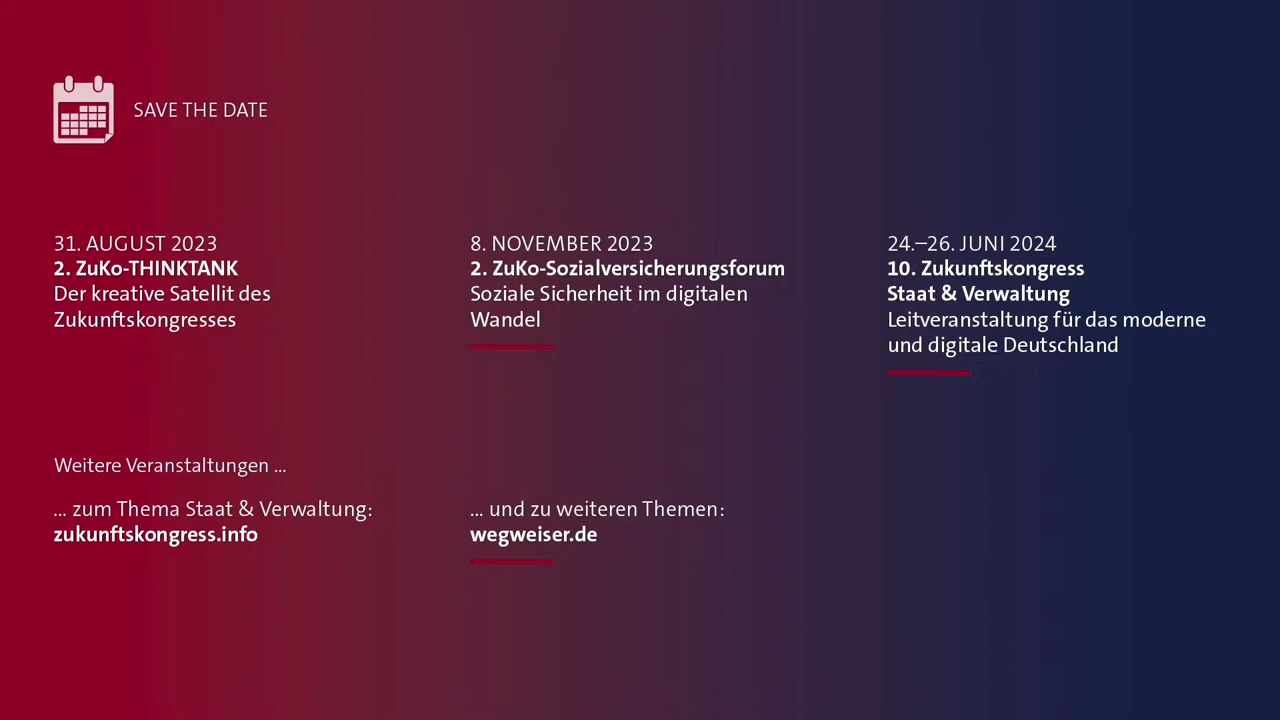 SAVE THE DATE
31. AUGUST 2023
2. ZuKo-THINKTANK
Der kreative Satellit des
Zukunftskongresses
8. NOVEMBER 2023
2. ZuKo-Sozialversicherungsforum
Soziale Sicherheit im digitalen
Wandel
24.–26. JUNI 2024
10. Zukunftskongress
Staat & Verwaltung
Leitveranstaltung für das moderne
und digitale Deutschland
Weitere Veranstaltungen ...
... zum Thema Staat & Verwaltung:
zukunftskongress.info
... und zu weiteren Themen:
wegweiser.de